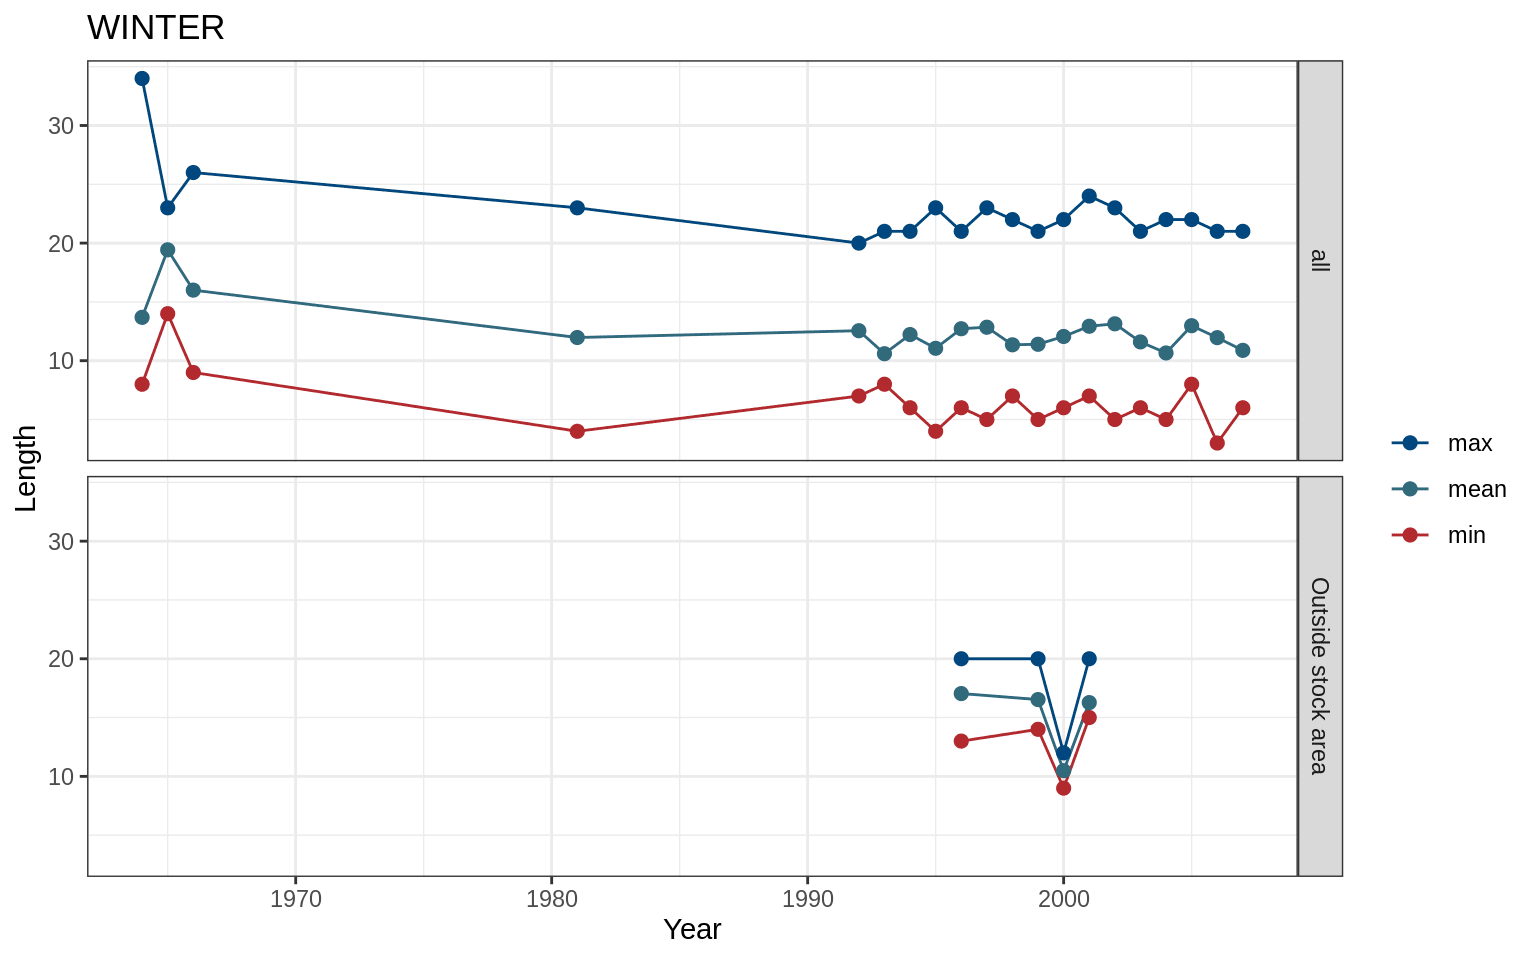 WINTER
30
20
10
all
Length
30
20
10
Outside stock area
1970
1980
1990
2000
Year
max
mean
min